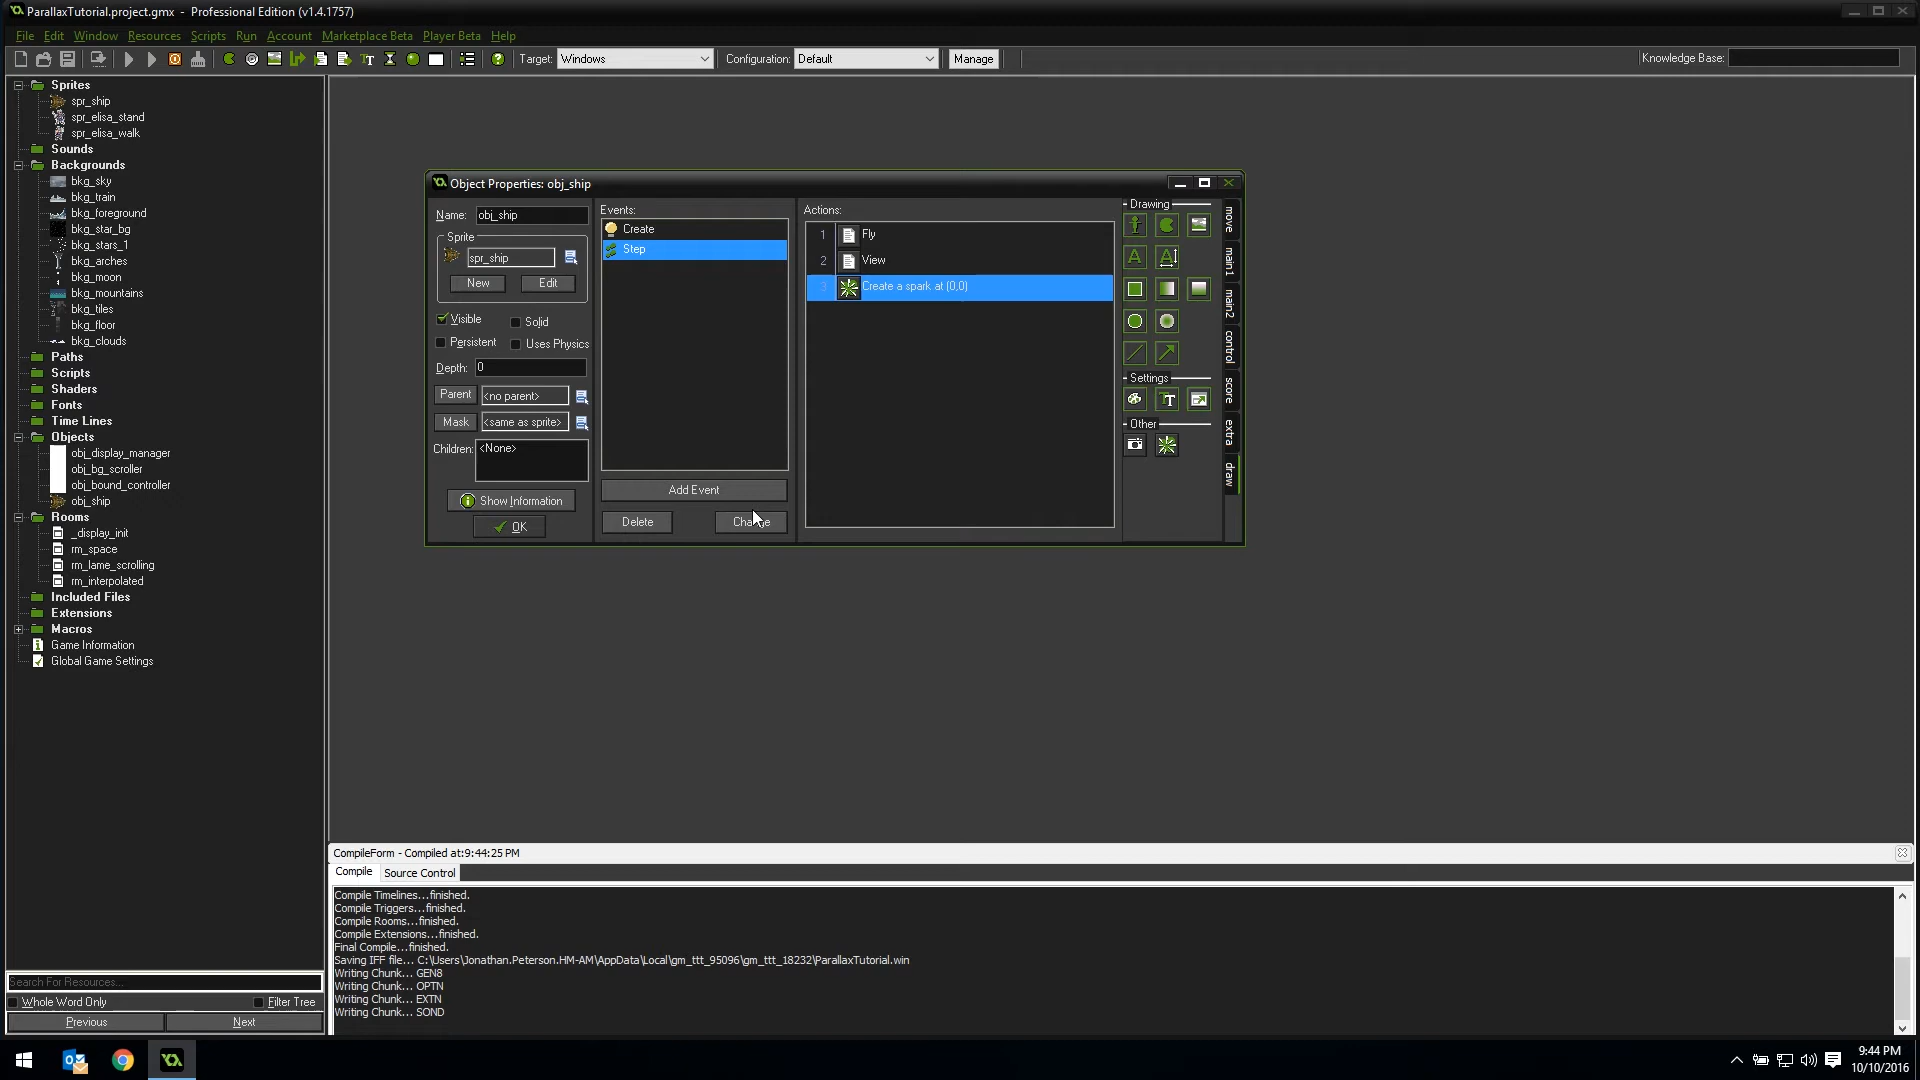 ParallaxTutorial.project.gmx - Professional Edition (v1.4.1757)
File Edit Window Resources Scripts Run Account Marketplace Beta Player Beta Help
Target: Windows Configuration: Default Manage Knowledge Base:
Sprites
spr_ship
spr_elisa_stand
spr_elisa_walk
Sounds
Backgrounds
bkg_sky
bkg_train
bkg_foreground
bkg_star_bg
bkg_stars_1
bkg_arches
bkg_moon
bkg_mountains
bkg_tiles
bkg_floor
bkg_clouds
Paths
Scripts
Shaders
Fonts
Time Lines
Objects
obj_display_manager
obj_bg_scroller
obj_bound_controller
obj_ship
Rooms
_display_init
rm_space
rm_lame_scrolling
rm_interpolated
Included Files
Extensions
Macros
Game Information
Global Game Settings
Search For Resources...
Whole Word Only Filter Tree
Previous Next
Object Properties: obj_ship
Name: obj_ship
Sprite
spr_ship
New Edit
Visible Solid
Persistent Uses Physics
Depth: 0
Parent <no parent>
Mask <same as sprite>
Children: <None>
Show Information
OK
Events:
Create
Step
Add Event
Delete Change
Actions:
1 Fly
2 View
3 Create a spark at (0,0)
Drawing
Settings
Other
move
main1
main2
control
score
extra
draw
CompileForm - Compiled at:9:44:25 PM
Compile Source Control
Compile Timelines...finished.
Compile Triggers...finished.
Compile Rooms...finished.
Compile Extensions...finished.
Final Compile...finished.
Saving IFF file... C:\Users\Jonathan.Peterson.HM-AM\AppData\Local\gm_ttt_95096\gm_ttt_18232\ParallaxTutorial.win
Writing Chunk... GEN8
Writing Chunk... OPTN
Writing Chunk... EXTN
Writing Chunk... SOND
9:44 PM
10/10/2016